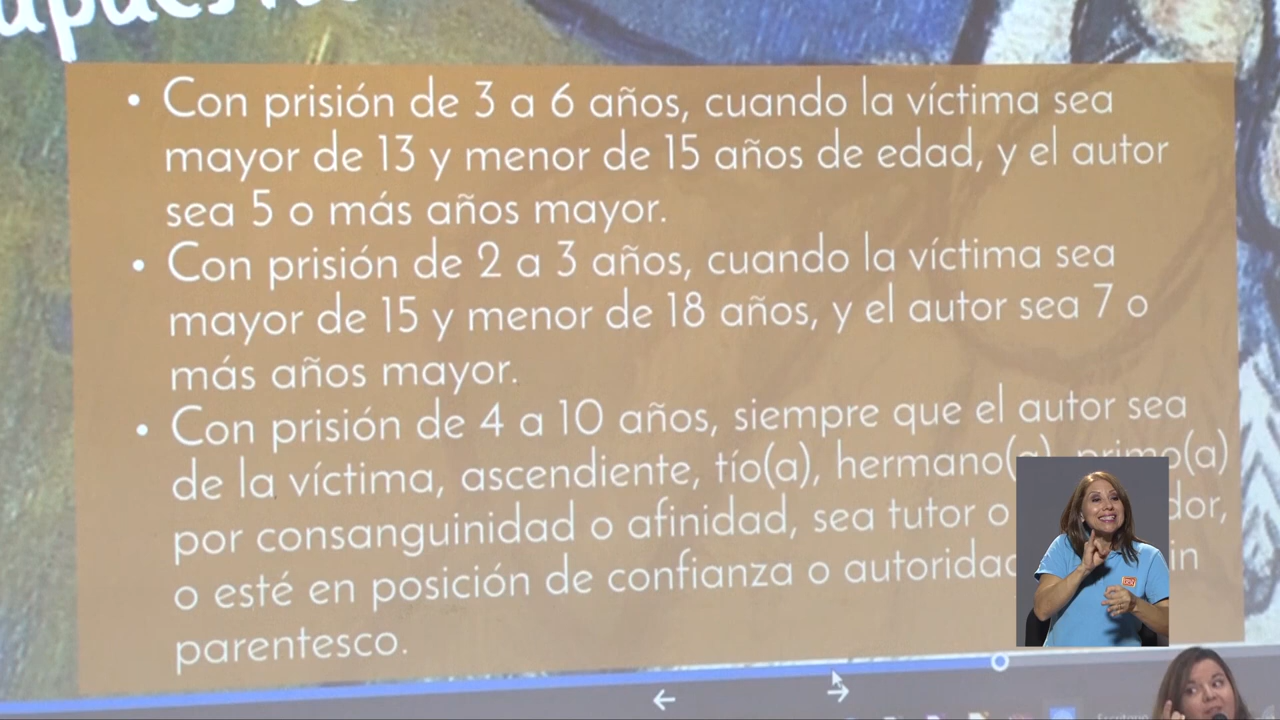 • Con prisión de 3 a 6 años, cuando la víctima sea
mayor de 13 y menor de 15 años de edad, y el autor
sea 5 o más años mayor.
• Con prisión de 2 a 3 años, cuando la víctima sea
mayor de 15 y menor de 18 años, y el autor sea 7 o
más años mayor.
• Con prisión de 4 a 10 años, siempre que el autor sea
de la víctima, ascendiente, tío(a), hermano(a), primo(a)
por consanguinidad o afinidad, sea tutor o
o esté en posición de confianza o autoridad
parentesco.